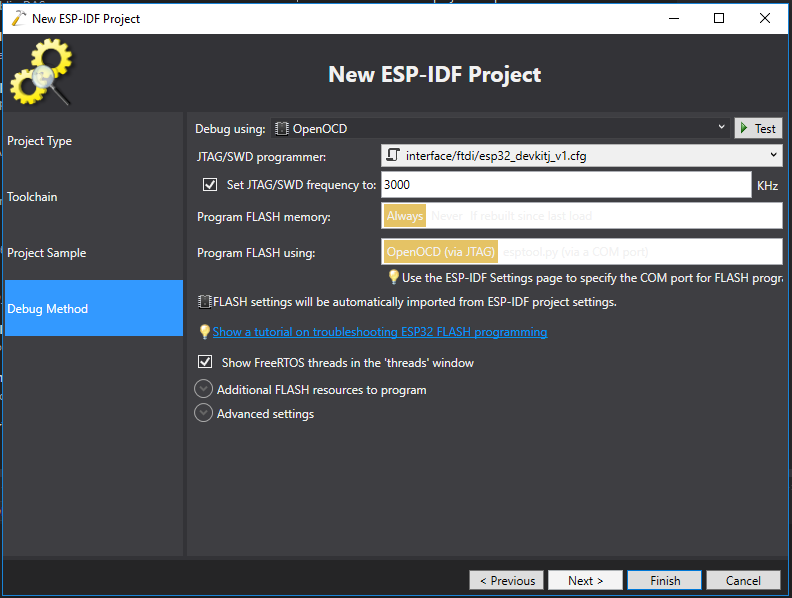 New ESP-IDF Project
New ESP-IDF Project
Project Type
Toolchain
Project Sample
Debug Method
Debug using: OpenOCD Test
JTAG/SWD programmer: interface/ftdi/esp32_devkitj_v1.cfg
Set JTAG/SWD frequency to: 3000 KHz
Program FLASH memory: Always Never If rebuilt since last load
Program FLASH using: OpenOCD (via JTAG) esptool.py (via a COM port)
Use the ESP-IDF Settings page to specify the COM port for FLASH progra
FLASH settings will be automatically imported from ESP-IDF project settings.
Show a tutorial on troubleshooting ESP32 FLASH programming
Show FreeRTOS threads in the 'threads' window
Additional FLASH resources to program
Advanced settings
< Previous Next > Finish Cancel